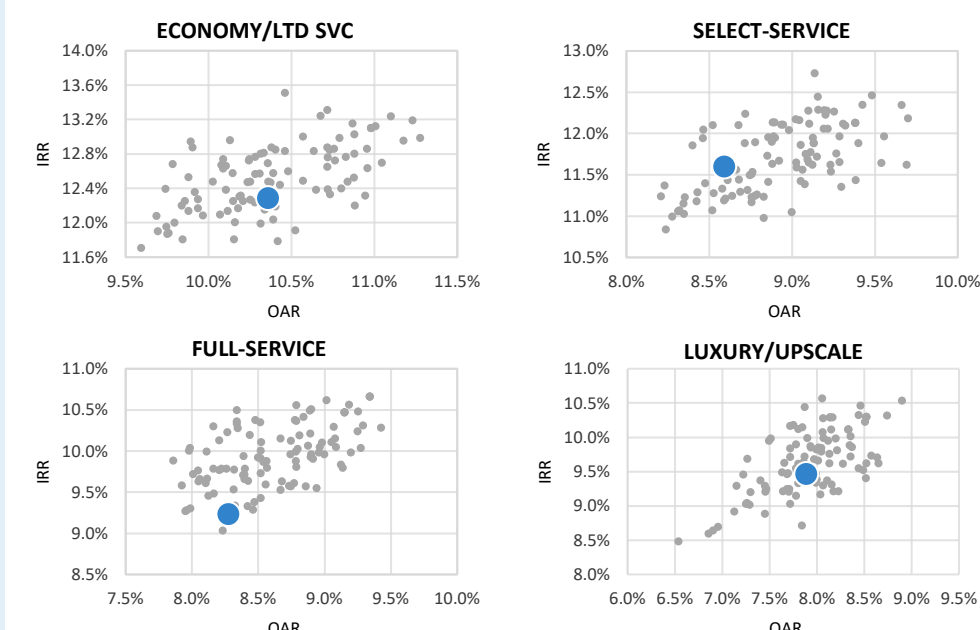 ECONOMY/LTD SVC
14.0%
13.6%
13.2%
12.8%
12.4%
12.0%
11.6%
IRR
9.5% 10.0% 10.5% 11.0% 11.5%
OAR
SELECT-SERVICE
13.0%
12.5%
12.0%
11.5%
11.0%
10.5%
IRR
8.0% 8.5% 9.0% 9.5% 10.0%
OAR
FULL-SERVICE
11.0%
10.5%
10.0%
9.5%
9.0%
8.5%
IRR
7.5% 8.0% 8.5% 9.0% 9.5% 10.0%
OAR
LUXURY/UPSCALE
11.0%
10.5%
10.0%
9.5%
9.0%
8.5%
8.0%
IRR
6.0% 6.5% 7.0% 7.5% 8.0% 8.5% 9.0% 9.5%
OAR